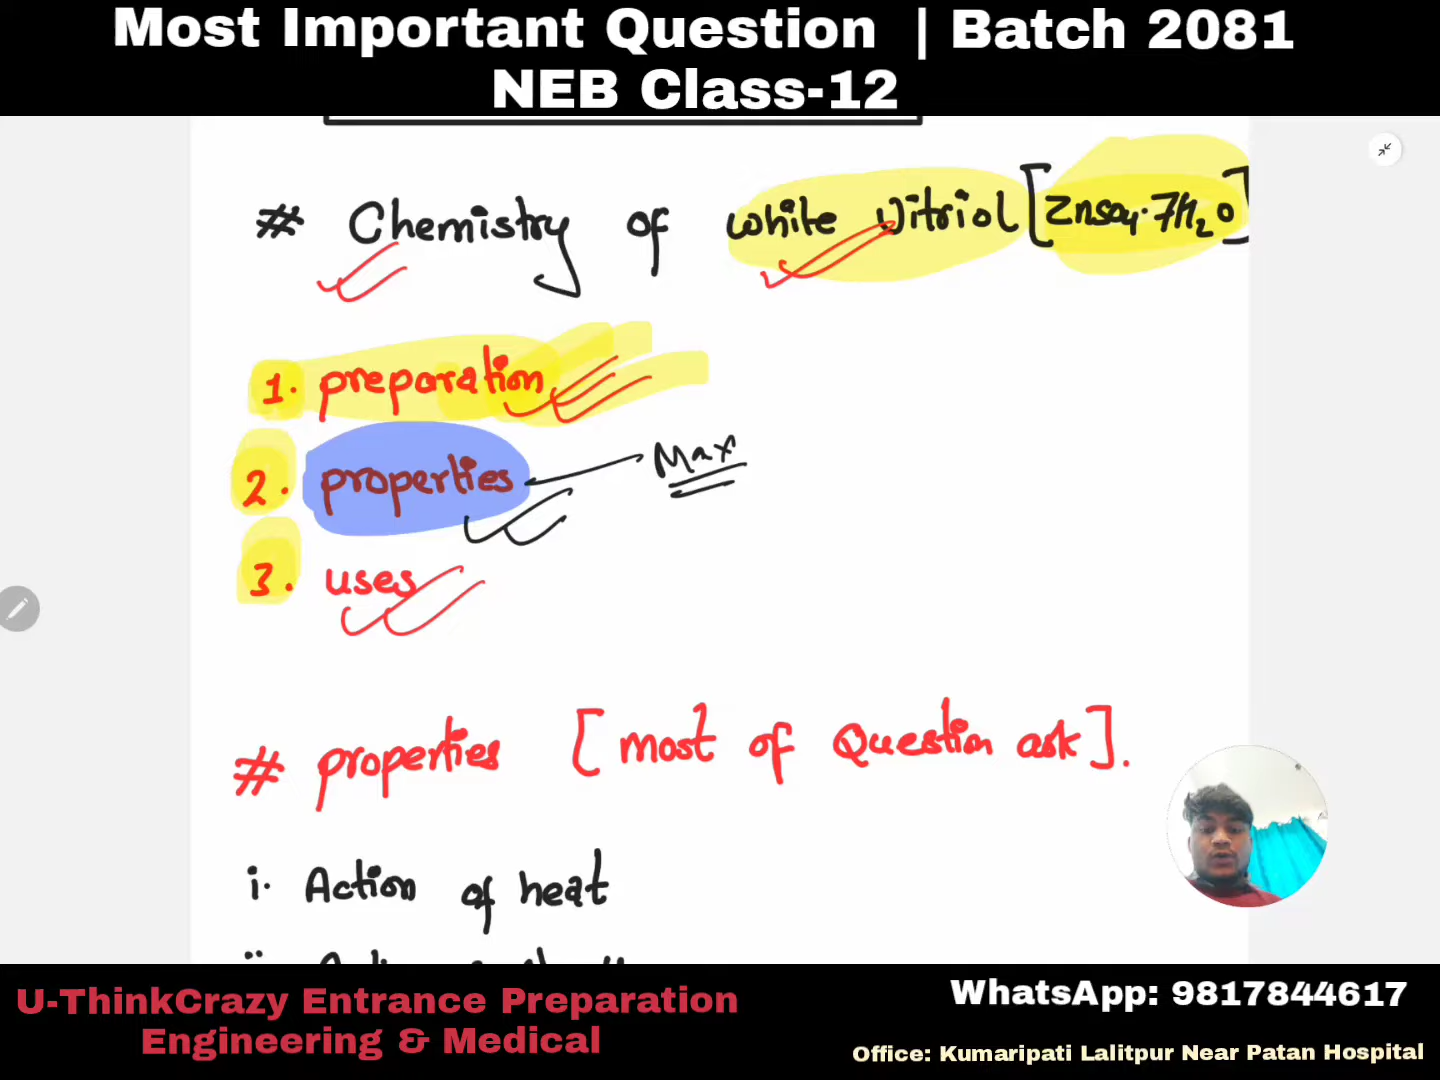 Most Important Question | Batch 2081
NEB Class-12
# Chemistry of white Vitriol [ZnSO4.7H2O]
1. preparation
2. properties Max
3. uses
# properties [most of Question ask].
i. Action of heat
ii.
U-ThinkCrazy Entrance Preparation
Engineering & Medical
WhatsApp: 9817844617
Office: Kumaripati Lalitpur Near Patan Hospital